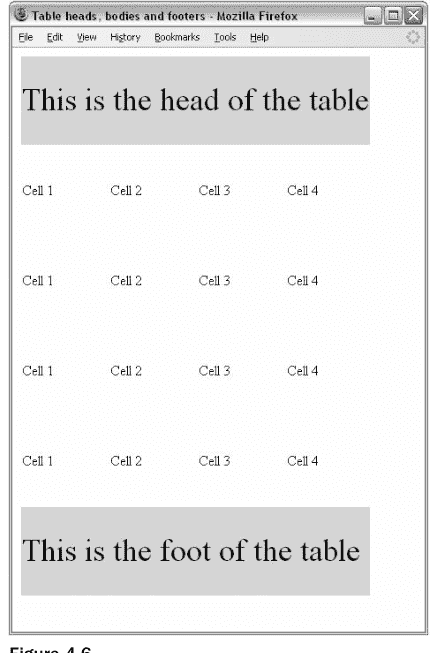 Table heads, bodies and footers - Mozilla Firefox
File Edit View History Bookmarks Tools Help
This is the head of the table
Cell 1 Cell 2 Cell 3 Cell 4
Cell 1 Cell 2 Cell 3 Cell 4
Cell 1 Cell 2 Cell 3 Cell 4
Cell 1 Cell 2 Cell 3 Cell 4
This is the foot of the table
Figure 4-6